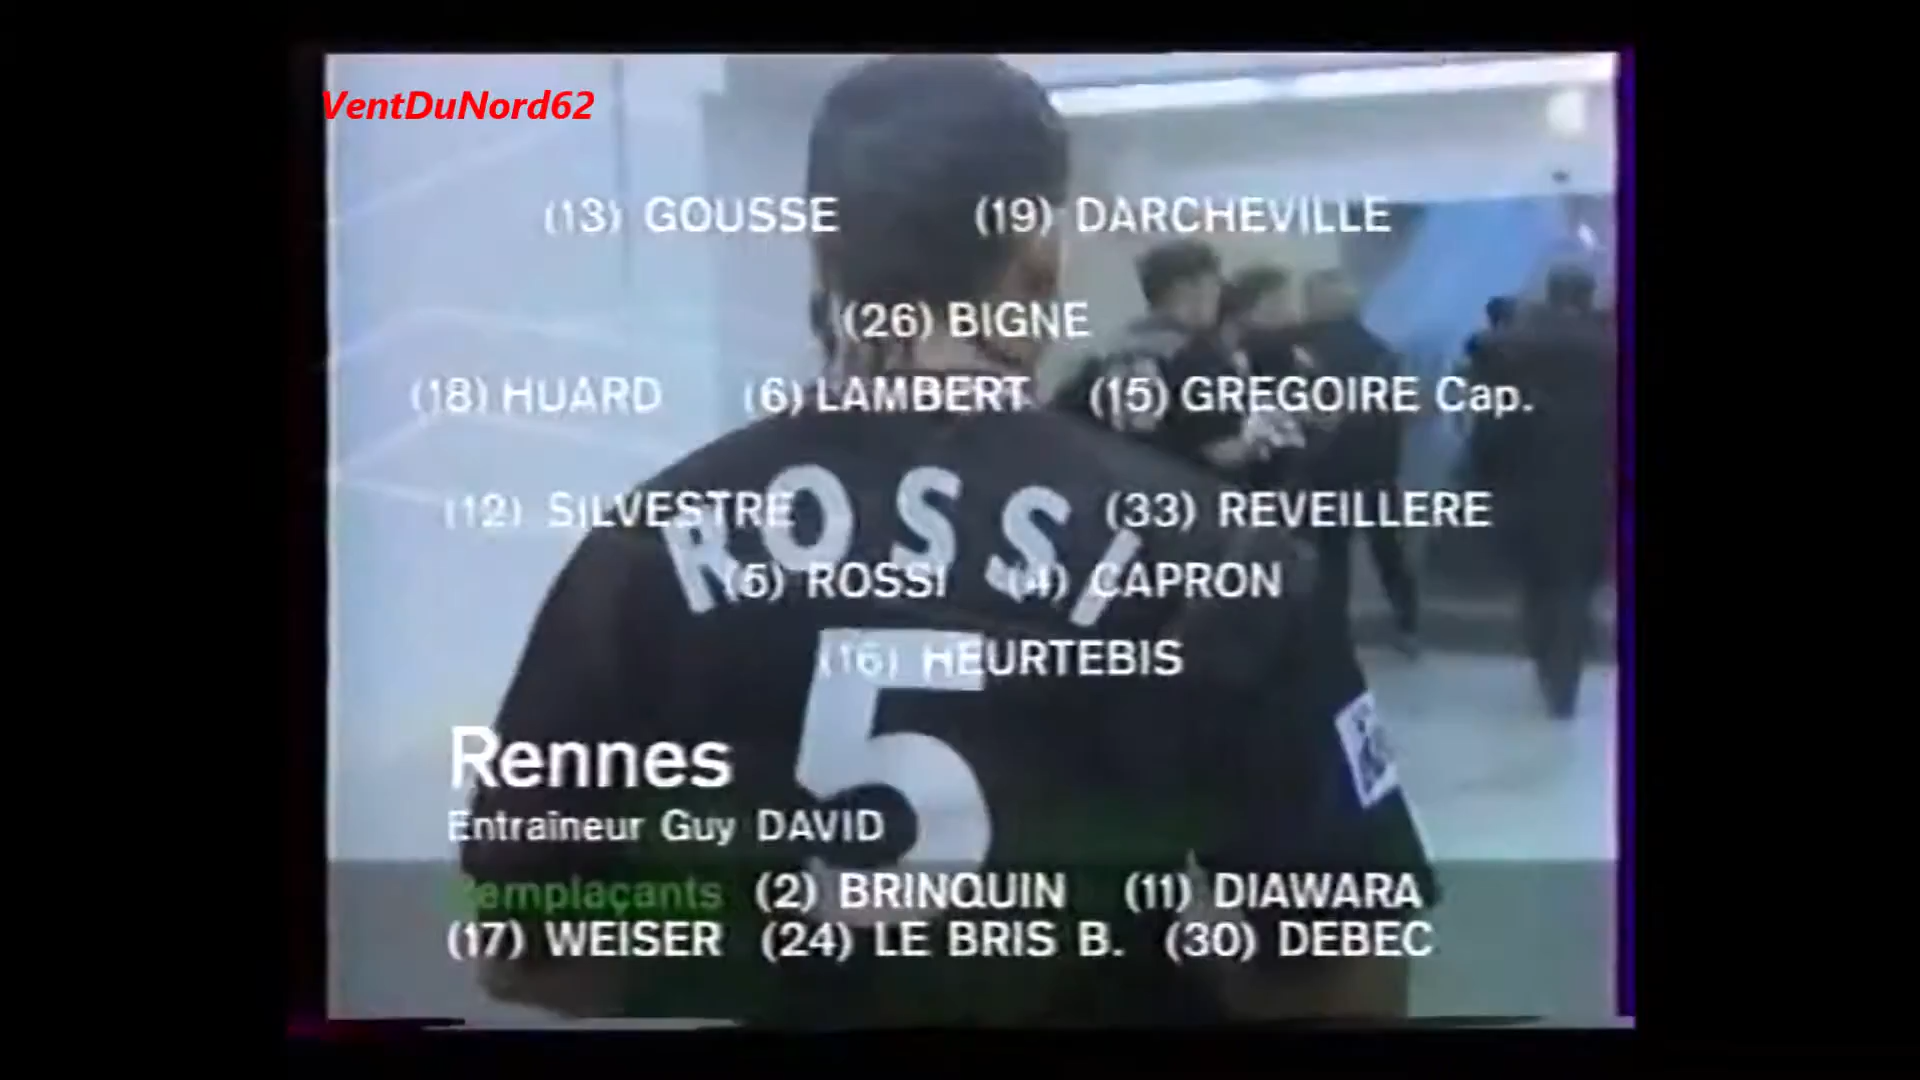 VentDuNord62
(13) GOUSSE (19) DARCHEVILLE
(26) BIGNE
(18) HUARD (6) LAMBERT (15) GREGOIRE Cap.
(12) SILVESTRE (33) REVEILLERE
ROSSI
(5) ROSSI (4) CAPRON
(16) HEURTEBIS
5
Rennes
Entraîneur Guy DAVID
Remplaçants (2) BRINQUIN (11) DIAWARA
(17) WEISER (24) LE BRIS B. (30) DEBEC